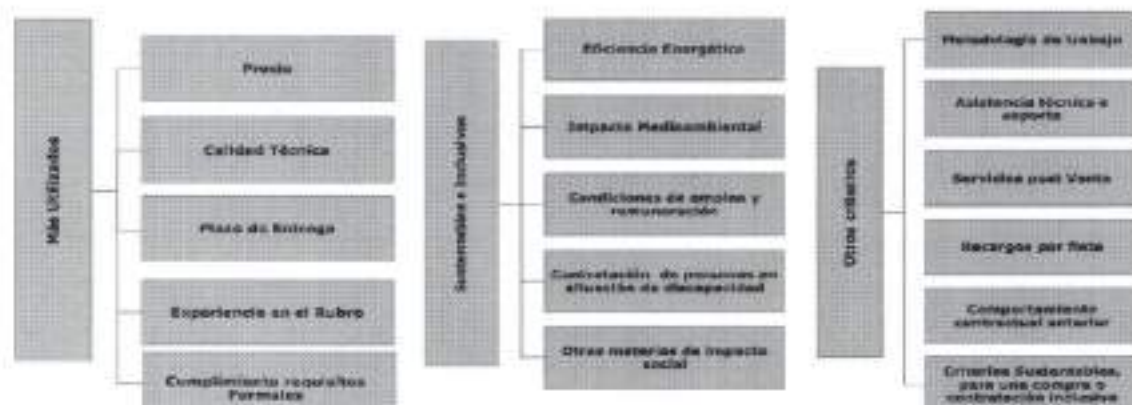 Más Utilizados
Precio
Calidad Técnica
Plazo de Entrega
Experiencia en el Rubro
Cumplimiento requisitos
Formales
Sustentables e Inclusivos
Eficiencia Energética
Impacto Medioambiental
Condiciones de empleo y
remuneración
Contratación de personas en
situación de discapacidad
Otras materias de impacto
social
Otros criterios
Metodología de trabajo
Asistencia técnica o
soporte
Servicios post Venta
Recargos por flete
Comportamiento
contractual anterior
Criterios Sustentables,
para una compra o
contratación inclusiva